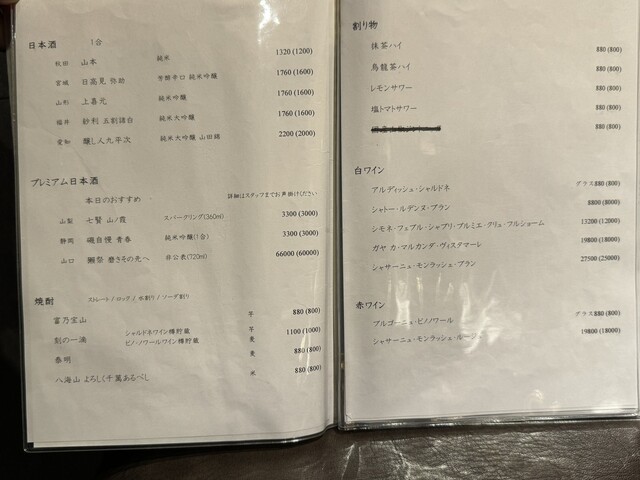 日本酒 1合
秋田 山本 純米 1320 (1200)
宮城 日高見 弥助 芳醇辛口 純米吟醸 1760 (1600)
山形 上喜元 純米吟醸 1760 (1600)
福井 紗利 五割諸白 純米大吟醸 1760 (1600)
愛知 醸し人九平次 純米大吟醸 山田錦 2200 (2000)
プレミアム日本酒
本日のおすすめ 詳細はスタッフまでお声掛けください
山梨 七賢 山ノ霞 スパークリング(360ml) 3300 (3000)
静岡 磯自慢 青春 純米吟醸(1合) 3300 (3000)
山口 獺祭 磨きその先へ 非公表(720ml) 66000 (60000)
焼酎 ストレート / ロック / 水割り / ソーダ割り
富乃宝山 芋 880 (800)
刻の一滴 シャルドネワイン樽貯蔵 芋 1100 (1000)
ピノ・ノワールワイン樽貯蔵 麦
泰明 麦 880 (800)
八海山 よろしく千萬あるべし 米 880 (800)
割り物
抹茶ハイ 880 (800)
烏龍茶ハイ 880 (800)
レモンサワー 880 (800)
塩トマトサワー 880 (800)
880 (800)
白ワイン
アルディッシュ・シャルドネ グラス880 (800)
シャトー・ルデンヌ・ブラン 8800 (8000)
シモネ・フェブル・シャブリ・プルミエ・クリュ・フルショーム 13200 (12000)
ガヤ カ・マルカンダ・ヴィステマーレ 19800 (18000)
シャサーニュ・モンラッシェ・ブラン 27500 (25000)
赤ワイン
ブルゴーニュ・ピノノワール グラス880 (800)
シャサーニュ・モンラッシェ・ルージュ 19800 (18000)